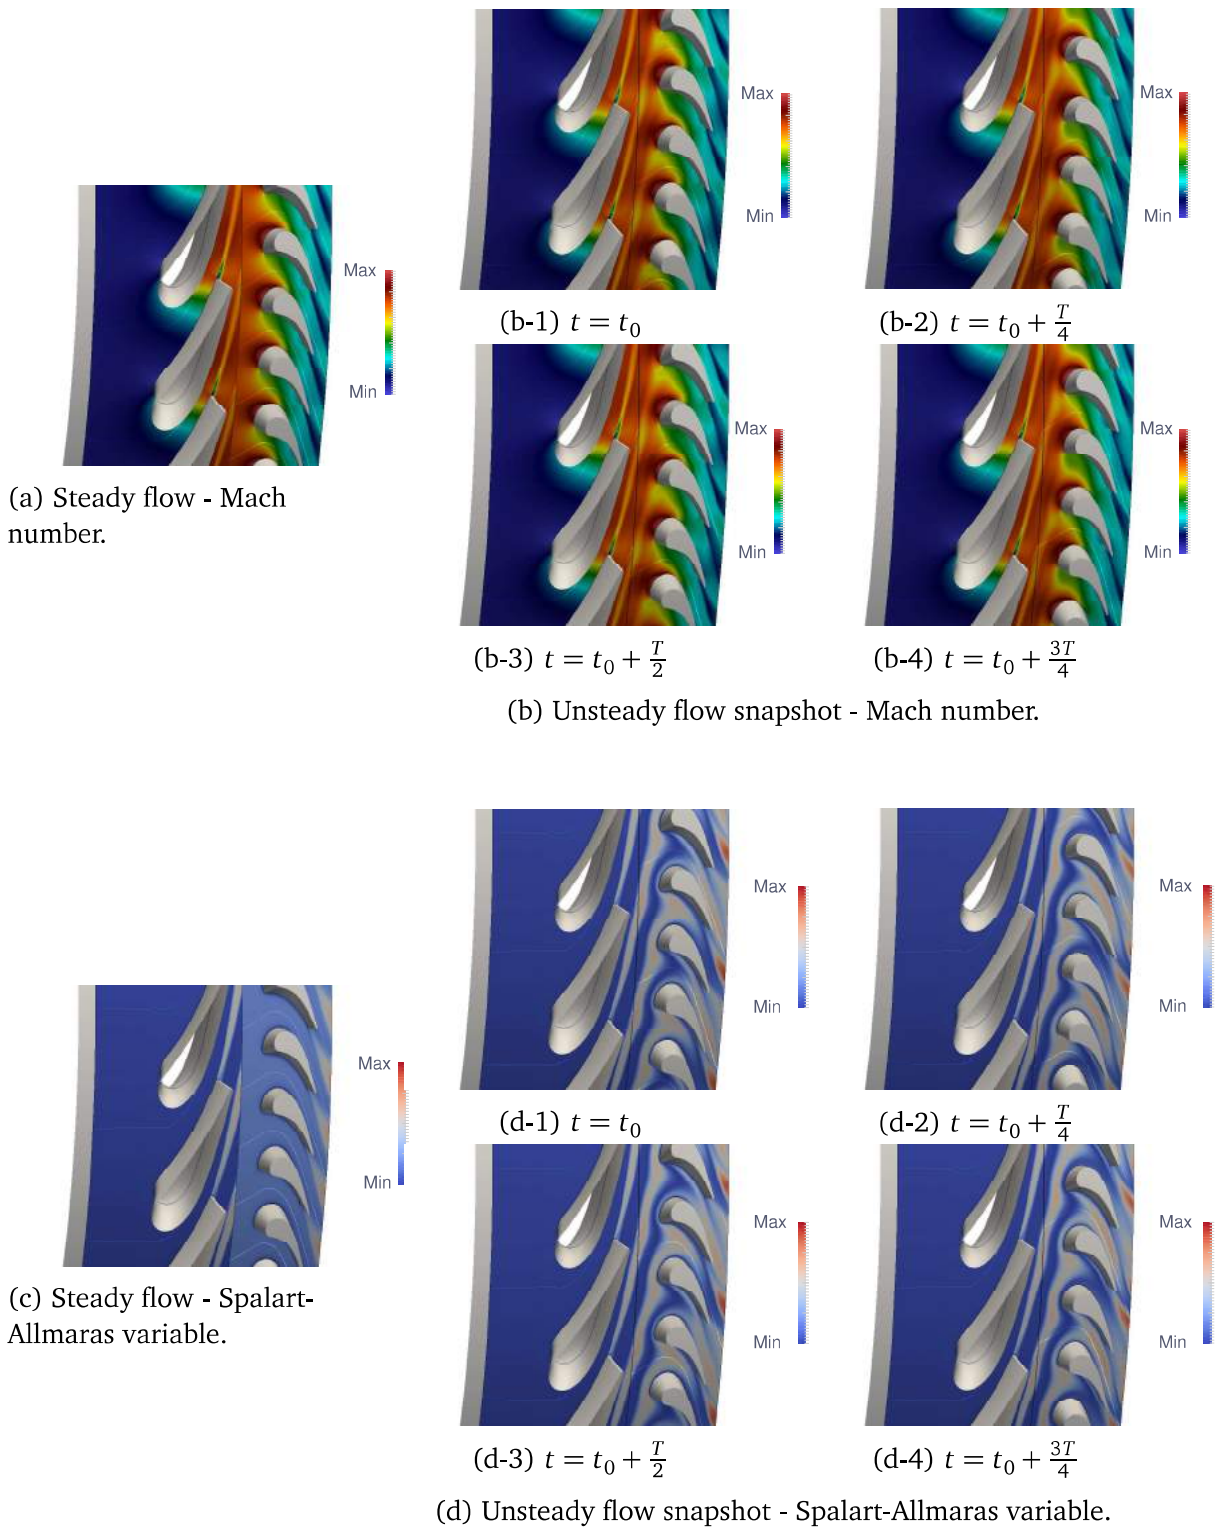 Max
Min
(b-1) t = t₀
Max
Min
(b-2) t = t₀ + T/4
Max
Min
(a) Steady flow - Mach
number.
Max
Min
(b-3) t = t₀ + T/2
Max
Min
(b-4) t = t₀ + 3T/4
(b) Unsteady flow snapshot - Mach number.
Max
Min
(c) Steady flow - Spalart-
Allmaras variable.
Max
Min
(d-1) t = t₀
Max
Min
(d-2) t = t₀ + T/4
Max
Min
(d-3) t = t₀ + T/2
Max
Min
(d-4) t = t₀ + 3T/4
(d) Unsteady flow snapshot - Spalart-Allmaras variable.